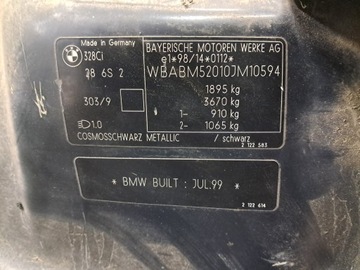 Made in Germany
BAYERISCHE MOTOREN WERKE AG
328Ci
e1*98/14*0112*
28 6S 2
WBABM52010JM10594
1895 kg
303/9
3670 kg
1- 910 kg
1.0
2- 1065 kg
COSMOSSCHWARZ METALLIC / schwarz
2 122 583
* BMW BUILT : JUL.99 *
2 122 614